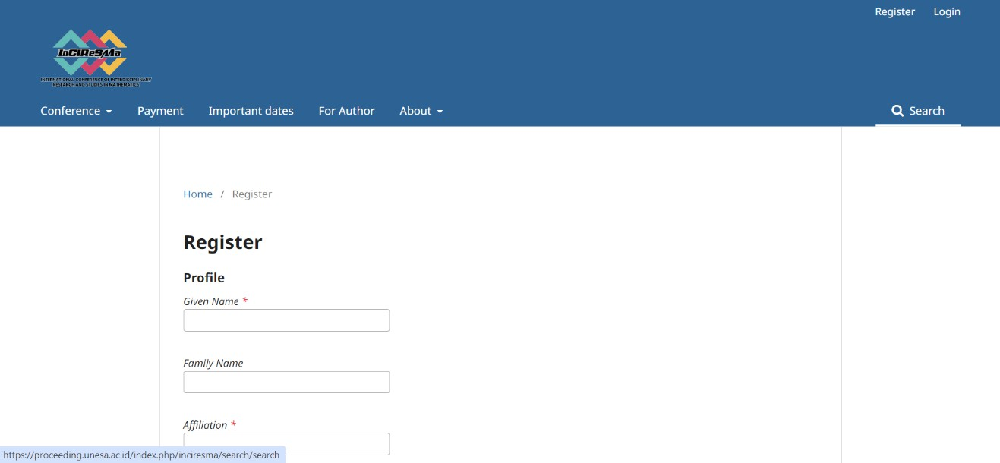 Register Login
InCIReSMa
INTERNATIONAL CONFERENCE OF INTERDISCIPLINARY
RESEARCH AND STUDIES IN MATHEMATICS
Conference Payment Important dates For Author About Search
Home / Register
Register
Profile
Given Name *
Family Name
Affiliation *
https://proceeding.unesa.ac.id/index.php/inciresma/search/search